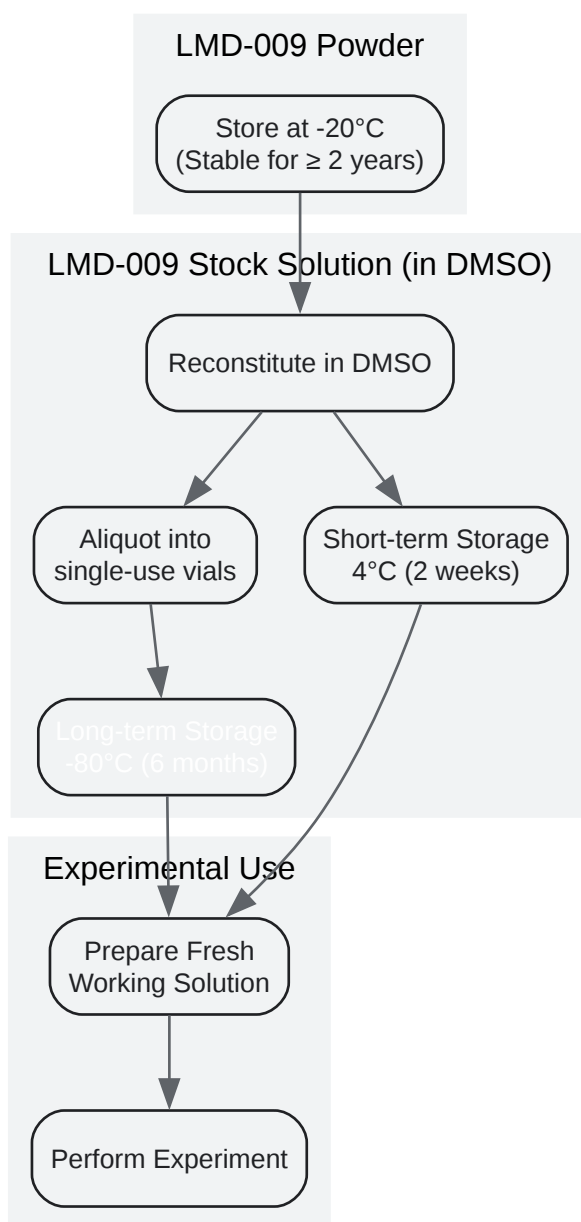 LMD-009 Powder
Store at -20°C
(Stable for ≥ 2 years)
LMD-009 Stock Solution (in DMSO)
Reconstitute in DMSO
Aliquot into
single-use vials
Short-term Storage
4°C (2 weeks)
Long-term Storage
-80°C (6 months)
Experimental Use
Prepare Fresh
Working Solution
Perform Experiment